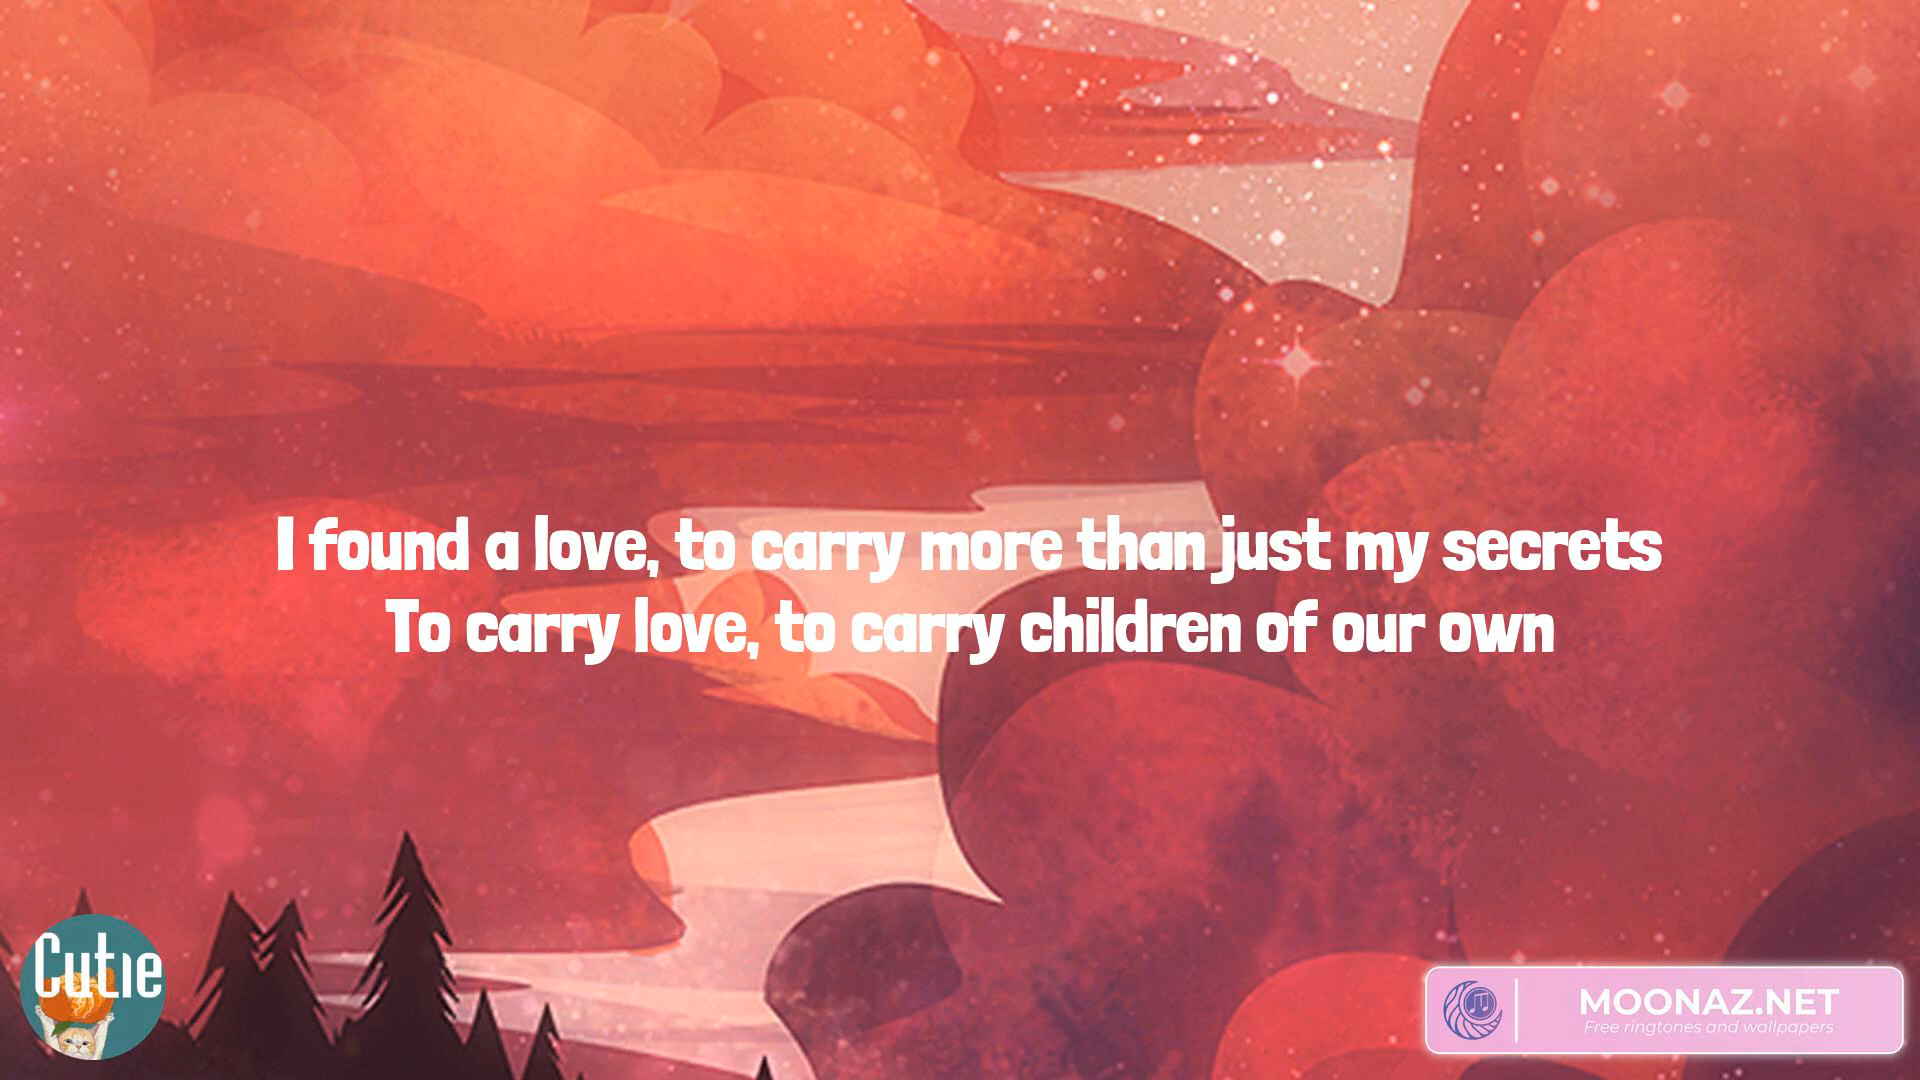 I found a love, to carry more than just my secrets
To carry love, to carry children of our own
Cutie
MOONAZ.NET
Free ringtones and wallpapers